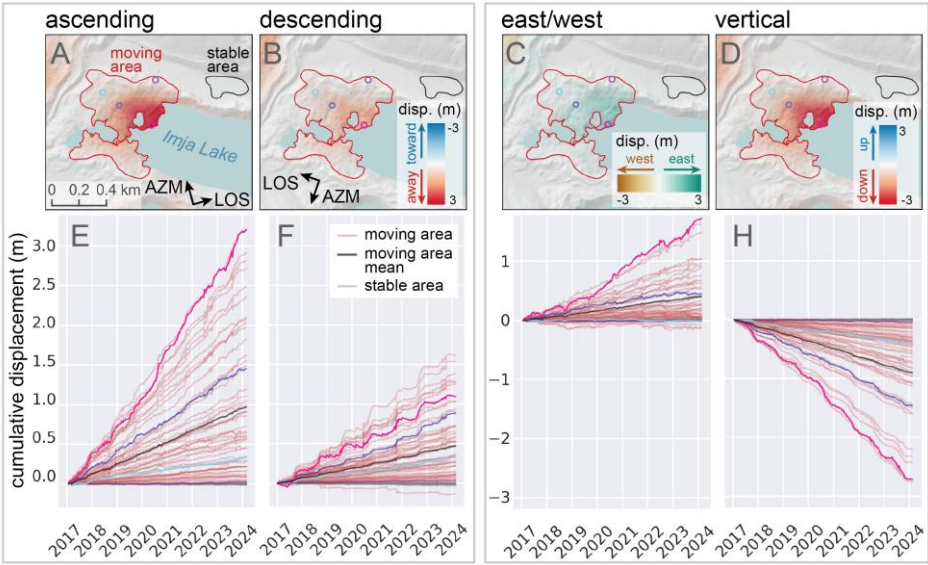 ascending
descending
east/west
vertical
A
moving
area
stable
area
B
C
D
disp. (m)
-3
toward
away
3
disp. (m)
west
east
-3
3
disp. (m)
3
up
down
-3
Imja Lake
0 0.2 0.4 km
AZM
LOS
LOS
AZM
E
F
H
moving area
moving area
mean
stable area
cumulative displacement (m)
3.0
2.5
2.0
1.5
1.0
0.5
0.0
1
0
−1
−2
−3
2017 2018 2019 2020 2021 2022 2023 2024
2017 2018 2019 2020 2021 2022 2023 2024
2017 2018 2019 2020 2021 2022 2023 2024
2017 2018 2019 2020 2021 2022 2023 2024